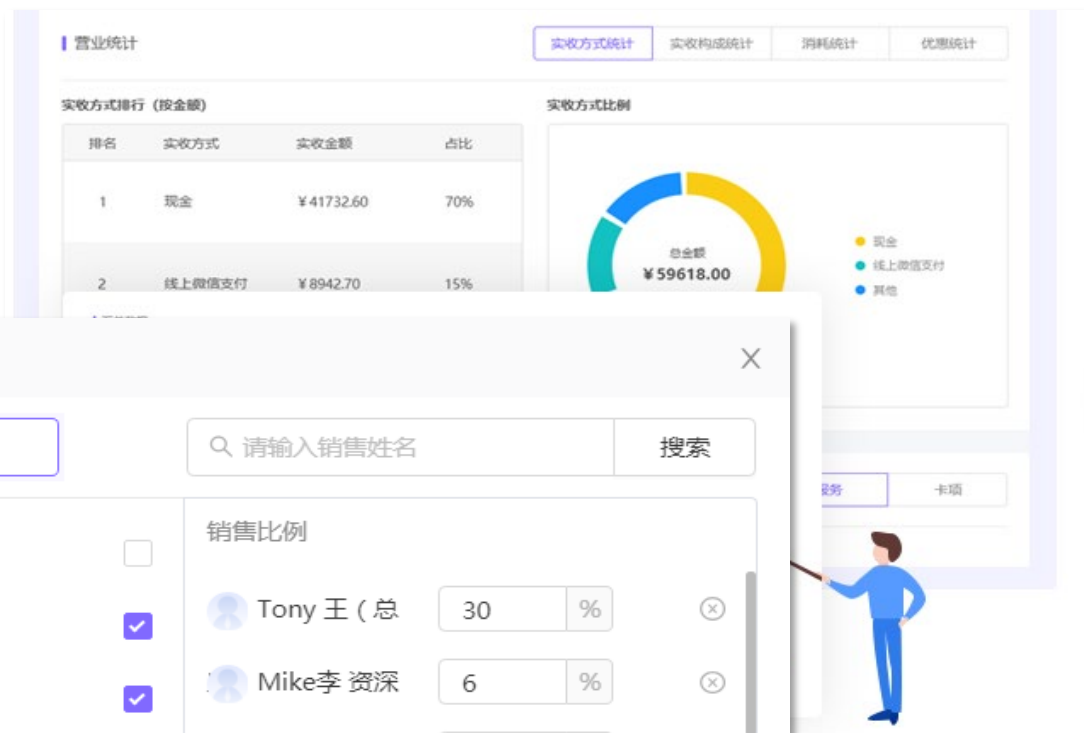 营业统计
实收方式统计 实收构成统计 消耗统计 优惠统计
实收方式排行（按金额）
实收方式比例
排名 实收方式 实收金额 占比
1 现金 ¥41732.60 70%
2 线上微信支付 ¥8942.70 15%
总金额
¥59618.00
现金
线上微信支付
其他
请输入销售姓名 搜索
服务 卡项
销售比例
Tony 王 ( 总 30 %
Mike李 资深 6 %